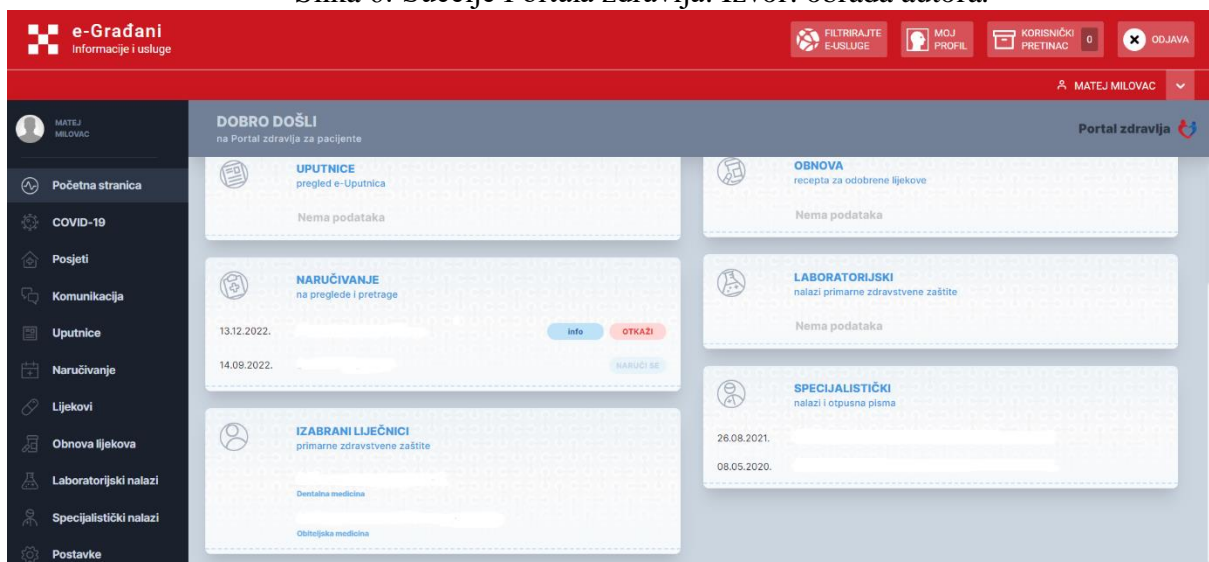 Slika 6. Sučelje Portala zdravlja. Izvor: obrada autora.
e-Građani
Informacije i usluge
FILTRIRAJTE
E-USLUGE
MOJ
PROFIL
KORISNIČKI
PRETINAC
0
ODJAVA
MATEJ MILOVAC
MATEJ
MILOVAC
DOBRO DOŠLI
na Portal zdravlja za pacijente
Portal zdravlja
Početna stranica
COVID-19
Posjeti
Komunikacija
Uputnice
Naručivanje
Lijekovi
Obnova lijekova
Laboratorijski nalazi
Specijalistički nalazi
Postavke
UPUTNICE
pregled e-Uputnica
Nema podataka
NARUČIVANJE
na preglede i pretrage
13.12.2022. info OTKAŽI
14.09.2022. NARUČI SE
IZABRANI LIJEČNICI
primarne zdravstvene zaštite
Dentalna medicina
Obiteljska medicina
OBNOVA
recepta za odobrene lijekove
Nema podataka
LABORATORIJSKI
nalazi primarne zdravstvene zaštite
Nema podataka
SPECIJALISTIČKI
nalazi i otpusna pisma
26.08.2021.
08.05.2020.